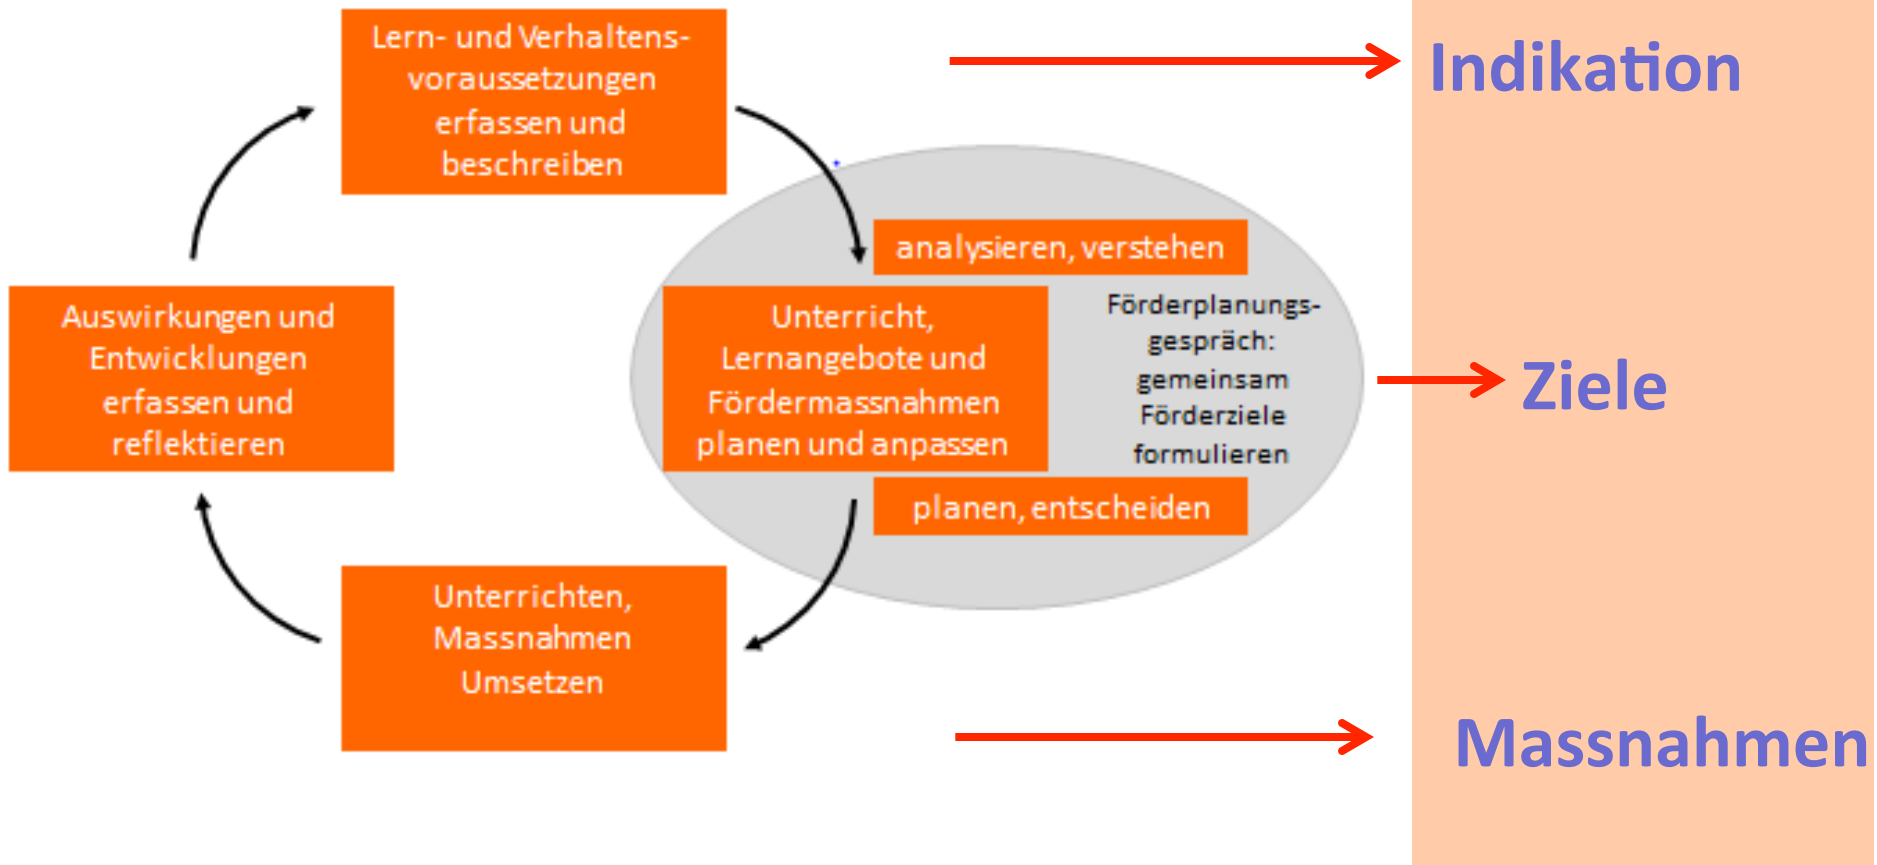 Lern- und Verhaltens-
voraussetzungen
erfassen und
beschreiben
Indikation
analysieren, verstehen
Unterricht,
Lernangebote und
Fördermassnahmen
planen und anpassen
Förderplanungs-
gespräch:
gemeinsam
Förderziele
formulieren
planen, entscheiden
Ziele
Auswirkungen und
Entwicklungen
erfassen und
reflektieren
Unterrichten,
Massnahmen
Umsetzen
Massnahmen